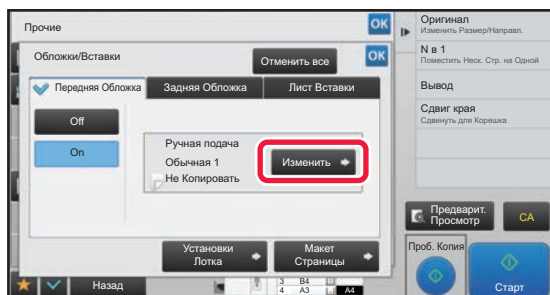 Прочие
OK
Обложки/Вставки
Отменить все
OK
Передняя Обложка
Задняя Обложка
Лист Вставки
Off
On
Ручная подача
Обычная 1
Не Копировать
Изменить
Установки
Лотка
Макет
Страницы
Назад
3 B4
4 A3
A4
Оригинал
Изменить Размер/Направл.
N в 1
Поместить Неск. Стр. на Одной
Вывод
Сдвиг края
Сдвинуть для Корешка
Предварит.
Просмотр
CA
Проб. Копия
Старт